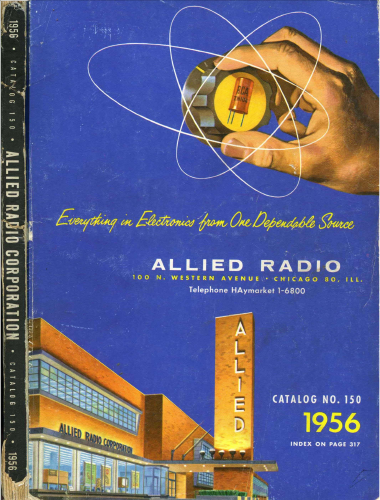 1956 • CATALOG 150 • ALLIED RADIO CORPORATION • CATALOG 150 • 1956
RCA
Everything in Electronics from One Dependable Source
ALLIED RADIO
100 N. WESTERN AVENUE • CHICAGO 80, ILL.
Telephone HAymarket 1-6800
ALLIED
ALLIED RADIO CORPORATION
CATALOG NO. 150
1956
INDEX ON PAGE 317